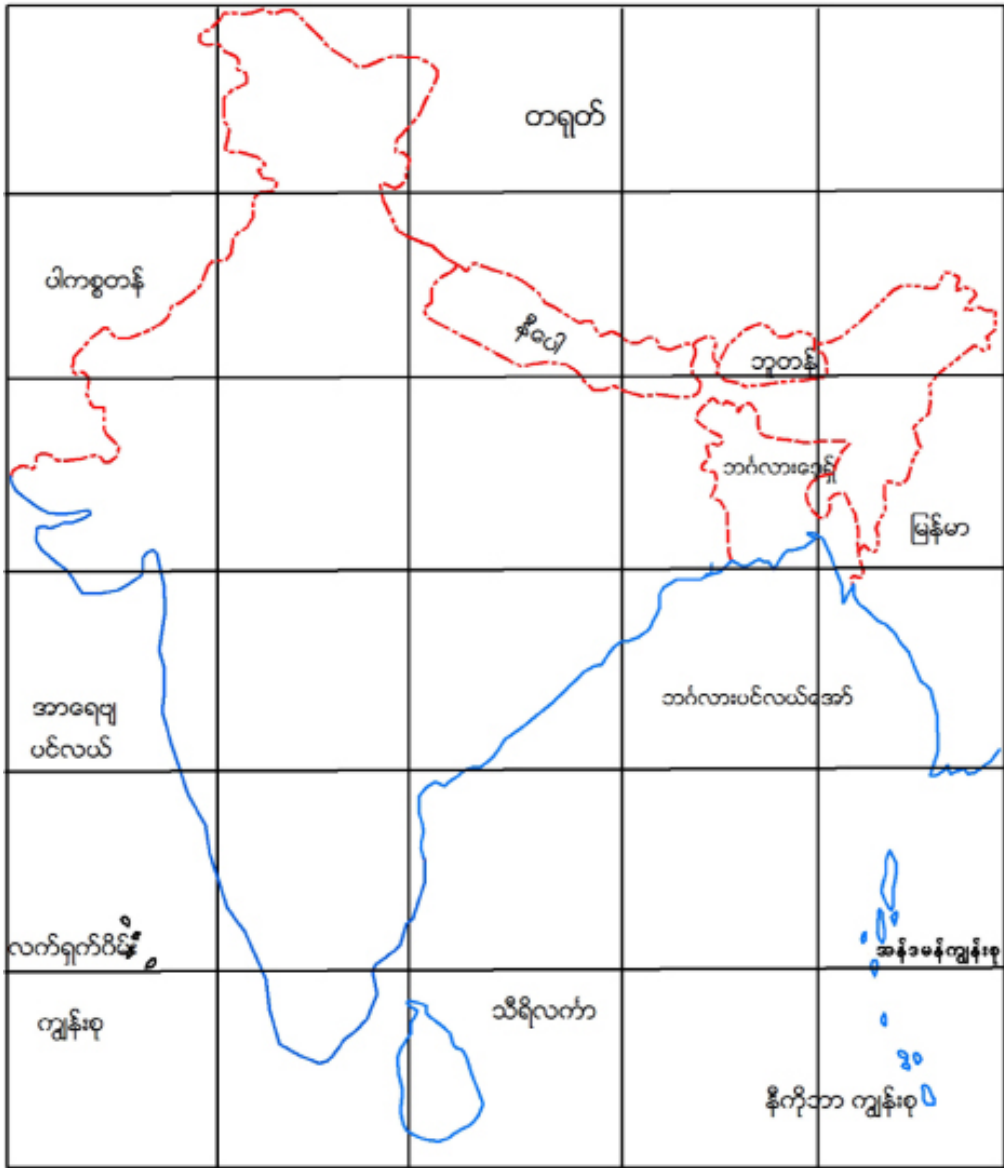 တရုတ်
ပါကစ္စတန်
နီပေါ
ဘူတန်
ဘင်္ဂလားဒေ့ရှ်
မြန်မာ
ဘင်္ဂလားပင်လယ်အော်
အာရေဗျ
ပင်လယ်
လက်ရှက်ဂိမ်
အန်ဒမန်ကျွန်းစု
ကျွန်းစု
သီရိလင်္ကာ
နီကိုဘာ ကျွန်းစု